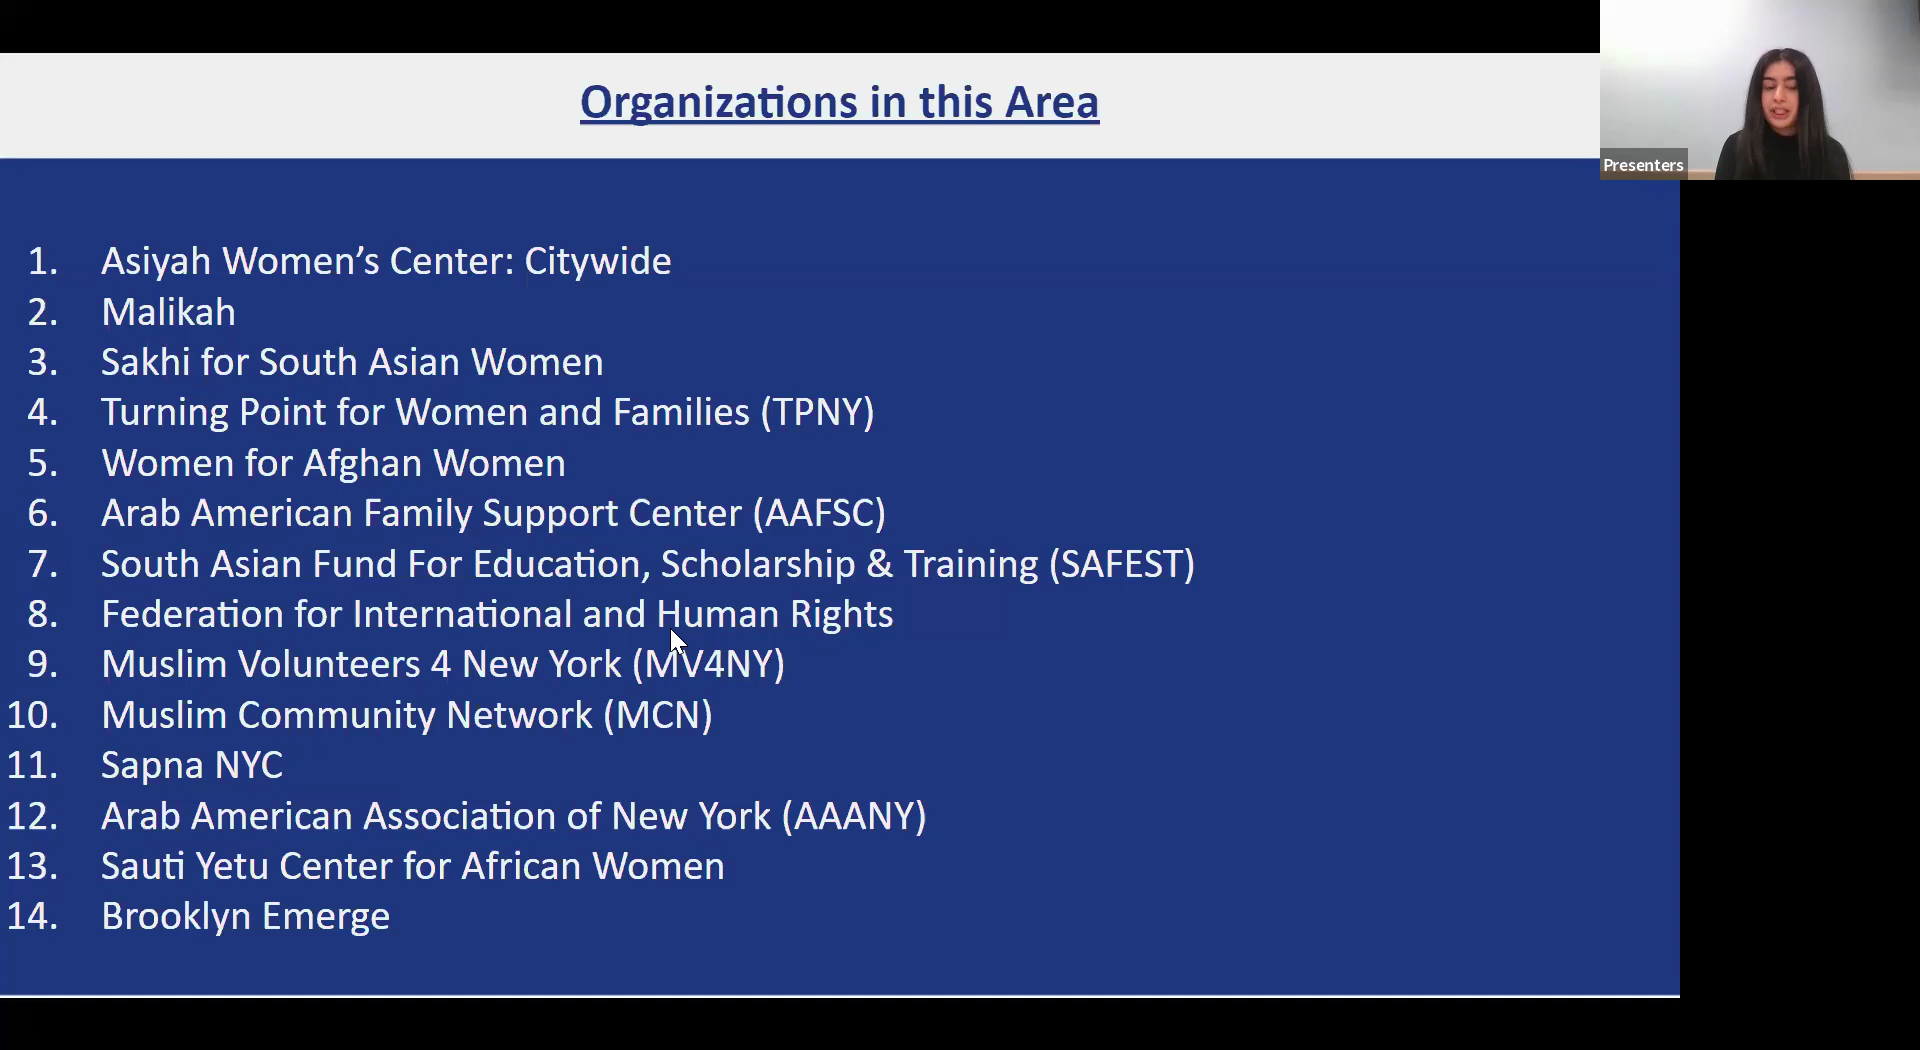 Organizations in this Area
Presenters
1. Asiyah Women’s Center: Citywide
2. Malikah
3. Sakhi for South Asian Women
4. Turning Point for Women and Families (TPNY)
5. Women for Afghan Women
6. Arab American Family Support Center (AAFSC)
7. South Asian Fund For Education, Scholarship & Training (SAFEST)
8. Federation for International and Human Rights
9. Muslim Volunteers 4 New York (MV4NY)
10. Muslim Community Network (MCN)
11. Sapna NYC
12. Arab American Association of New York (AAANY)
13. Sauti Yetu Center for African Women
14. Brooklyn Emerge